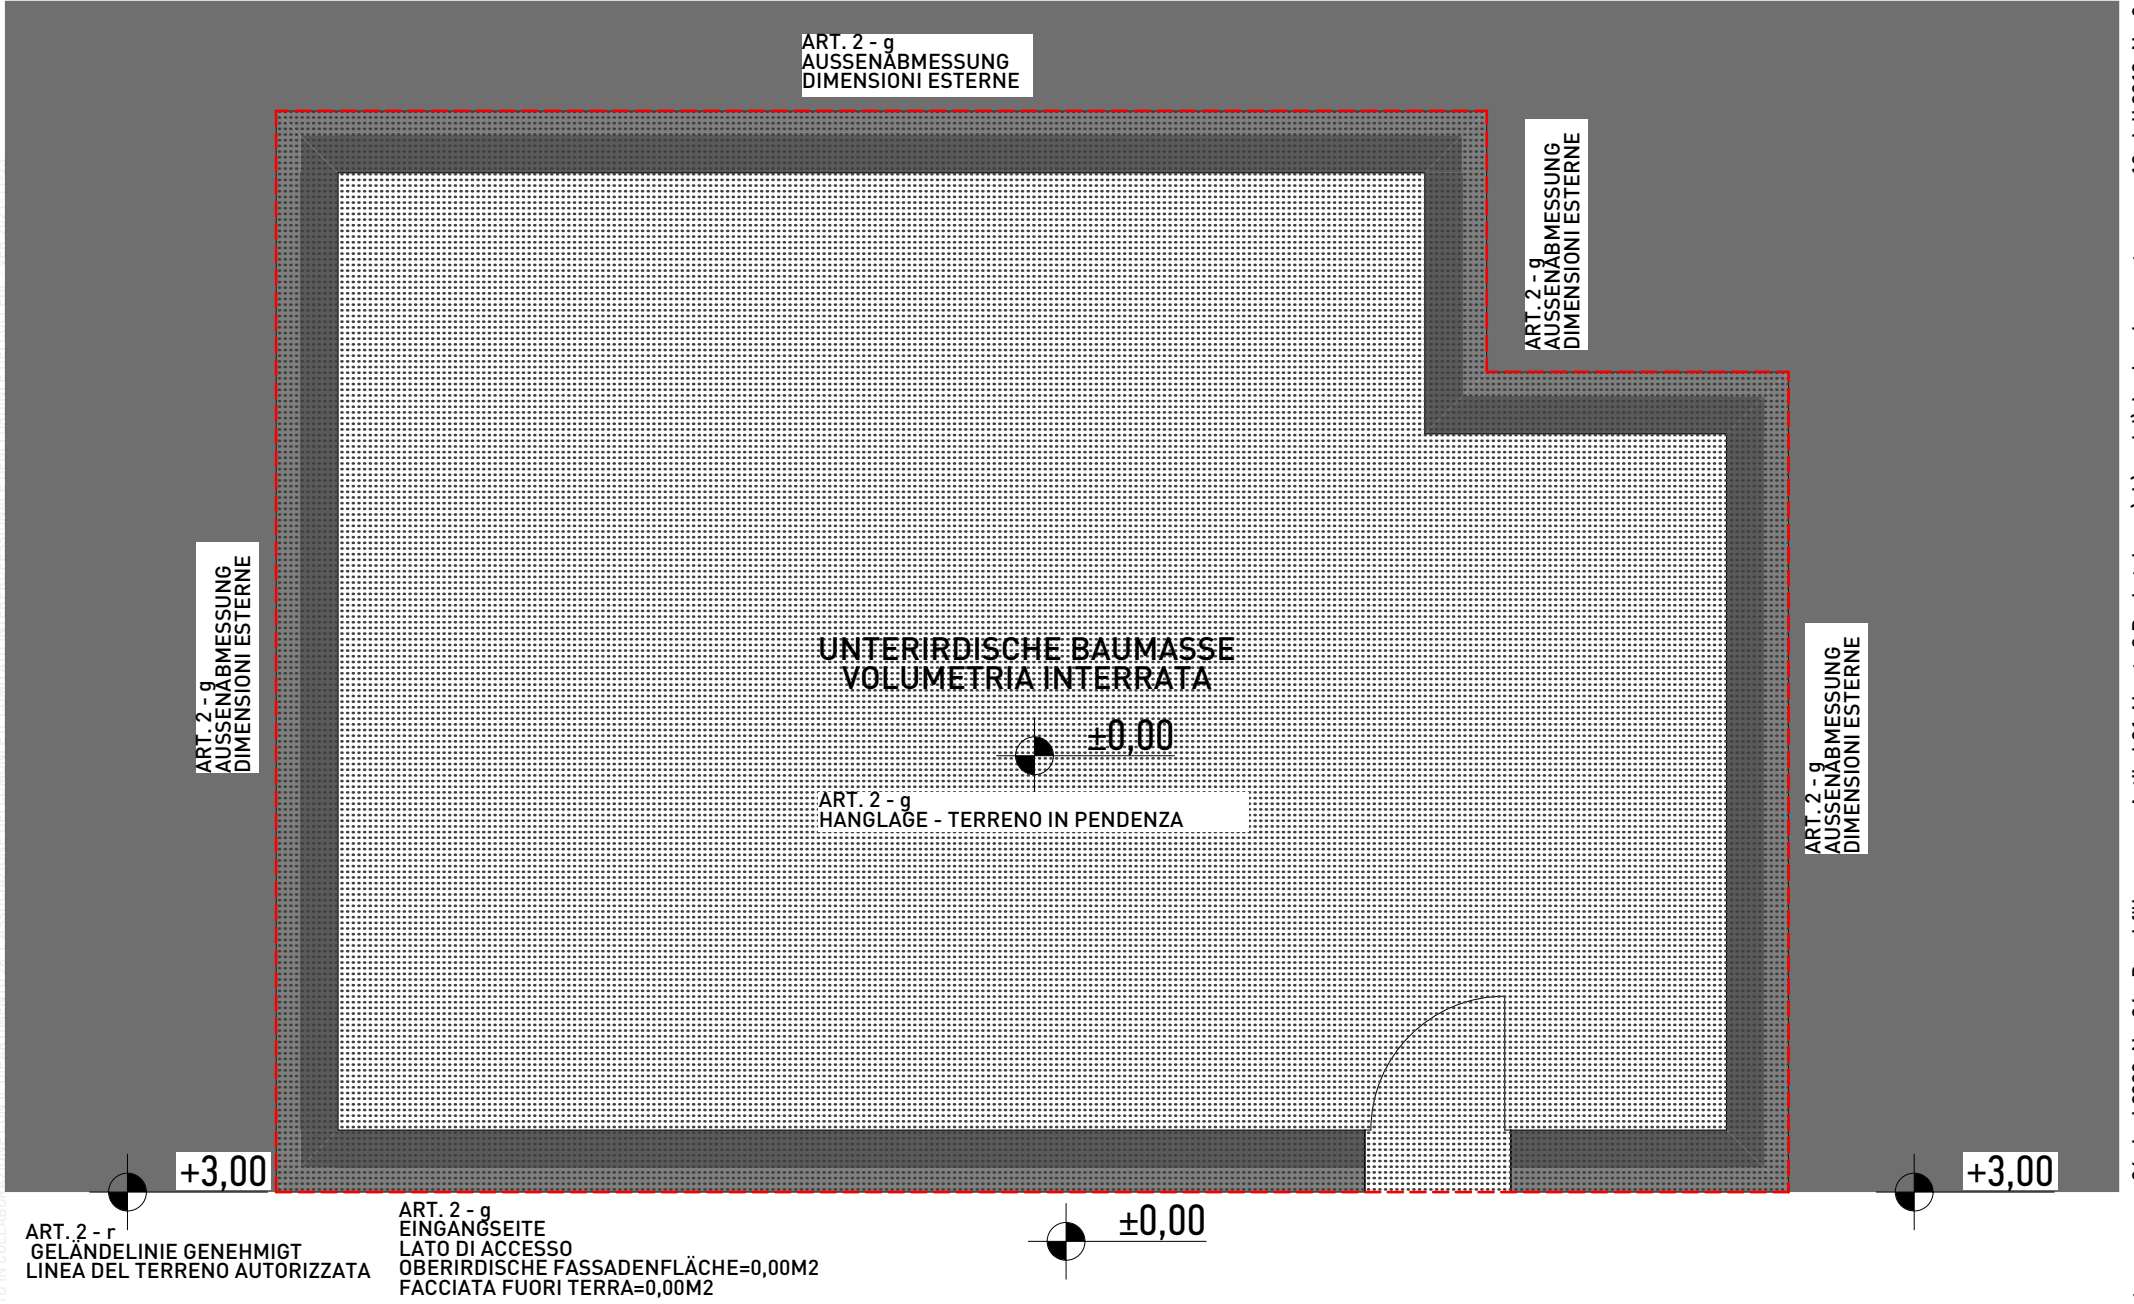 ART. 2 - g
AUSSENABMESSUNG
DIMENSIONI ESTERNE
ART. 2 - g
AUSSENABMESSUNG
DIMENSIONI ESTERNE
ART. 2 - g
AUSSENABMESSUNG
DIMENSIONI ESTERNE
UNTERIRDISCHE BAUMASSE
VOLUMETRIA INTERRATA
±0,00
ART. 2 - g
HANGLAGE - TERRENO IN PENDENZA
ART. 2 - g
AUSSENABMESSUNG
DIMENSIONI ESTERNE
+3,00
+3,00
ART. 2 - r
GELÄNDELINIE GENEHMIGT
LINEA DEL TERRENO AUTORIZZATA
ART. 2 - g
EINGANGSEITE
LATO DI ACCESSO
OBERIRDISCHE FASSADENFLÄCHE=0,00M2
FACCIATA FUORI TERRA=0,00M2
±0,00